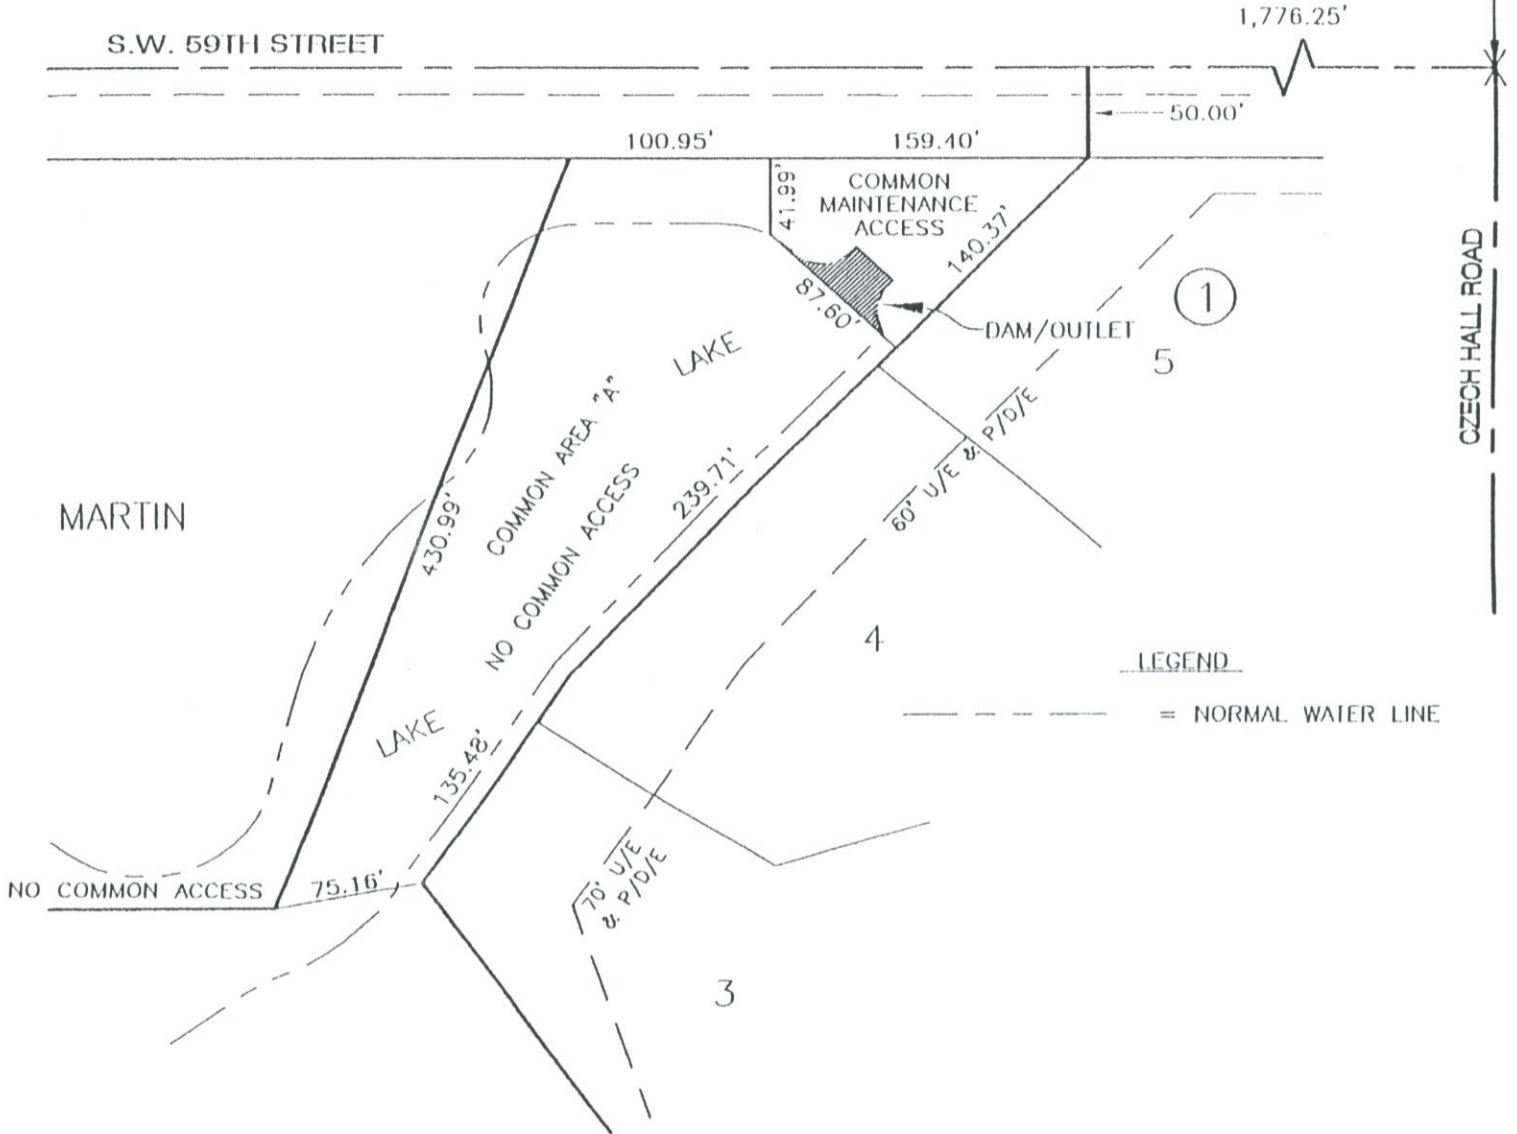 1,776.25'
S.W. 59TH STREET
50.00'
100.95'
159.40'
41.99'
COMMON
MAINTENANCE
ACCESS
140.37'
87.60'
DAM/OUTLET
1
5
CZECH HALL ROAD
LAKE
COMMON AREA "A"
NO COMMON ACCESS
239.71'
60' U/E & P/D/E
MARTIN
430.99'
4
LEGEND
= NORMAL WATER LINE
LAKE
135.48'
NO COMMON ACCESS
75.16'
70' U/E
& P/D/E
3